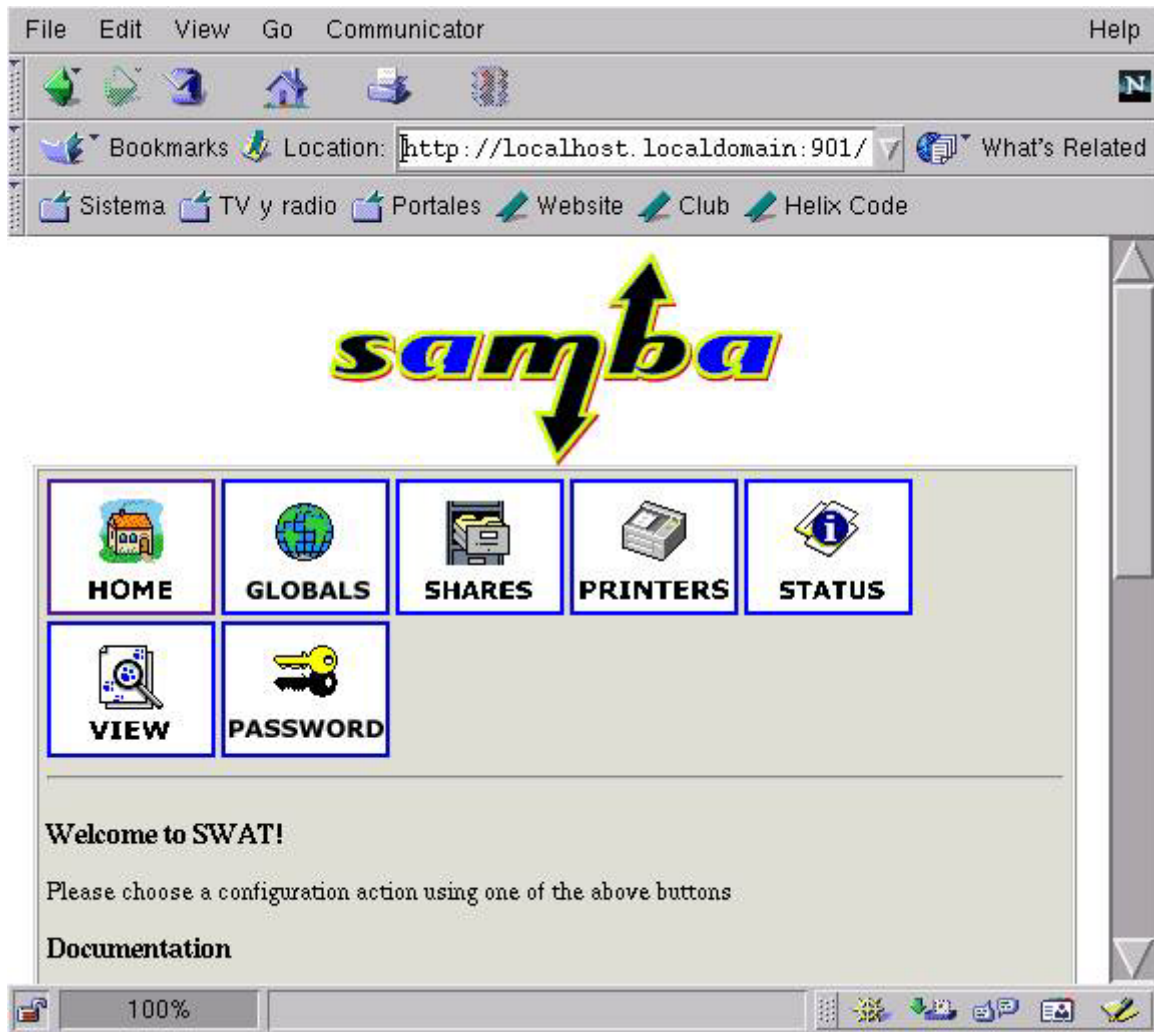 File Edit View Go Communicator Help
N
Bookmarks Location: http://localhost.localdomain:901/ What's Related
Sistema TV y radio Portales Website Club Helix Code
samba
HOME GLOBALS SHARES PRINTERS STATUS
VIEW PASSWORD
Welcome to SWAT!
Please choose a configuration action using one of the above buttons
Documentation
100%